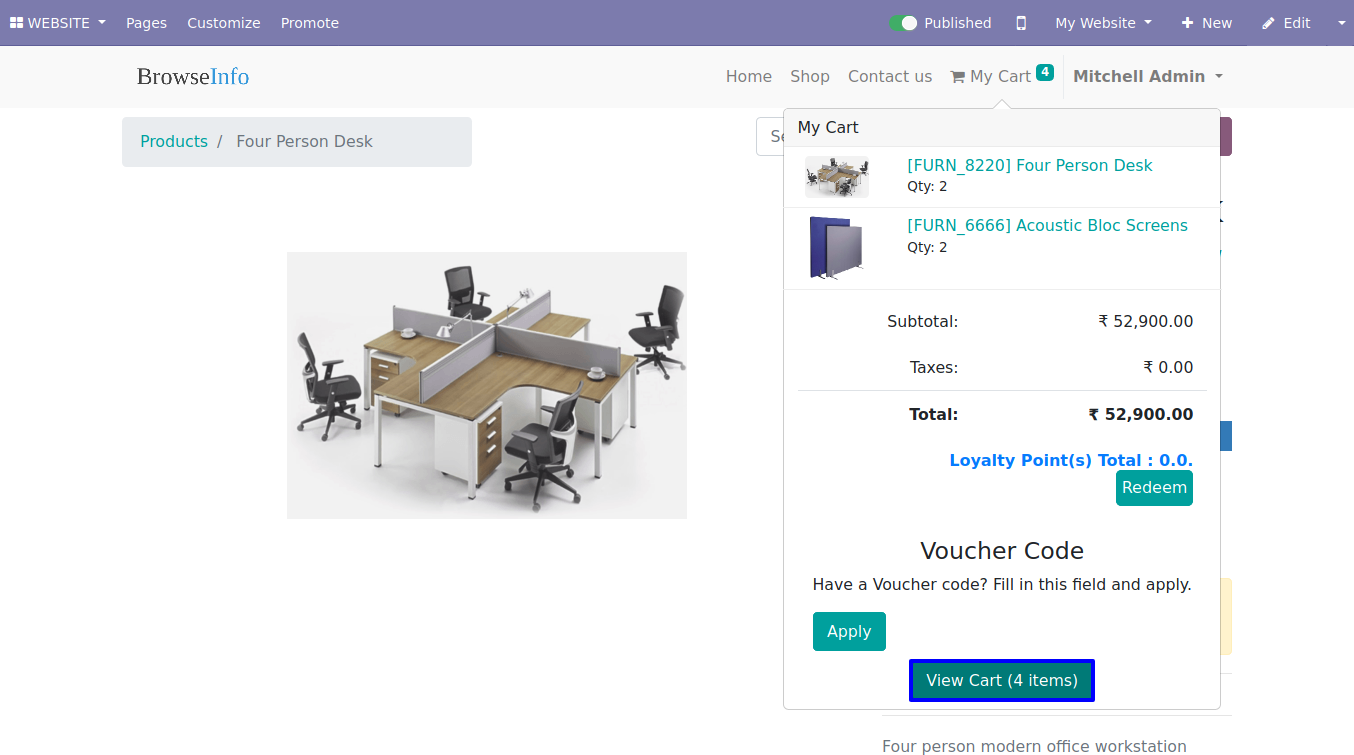 WEBSITE Pages Customize Promote Published My Website New Edit
BrowseInfo Home Shop Contact us My Cart 4 Mitchell Admin
Products / Four Person Desk
My Cart
[FURN_8220] Four Person Desk
Qty: 2
[FURN_6666] Acoustic Bloc Screens
Qty: 2
Subtotal: ₹ 52,900.00
Taxes: ₹ 0.00
Total: ₹ 52,900.00
Loyalty Point(s) Total : 0.0.
Redeem
Voucher Code
Have a Voucher code? Fill in this field and apply.
Apply
View Cart (4 items)
Four person modern office workstation